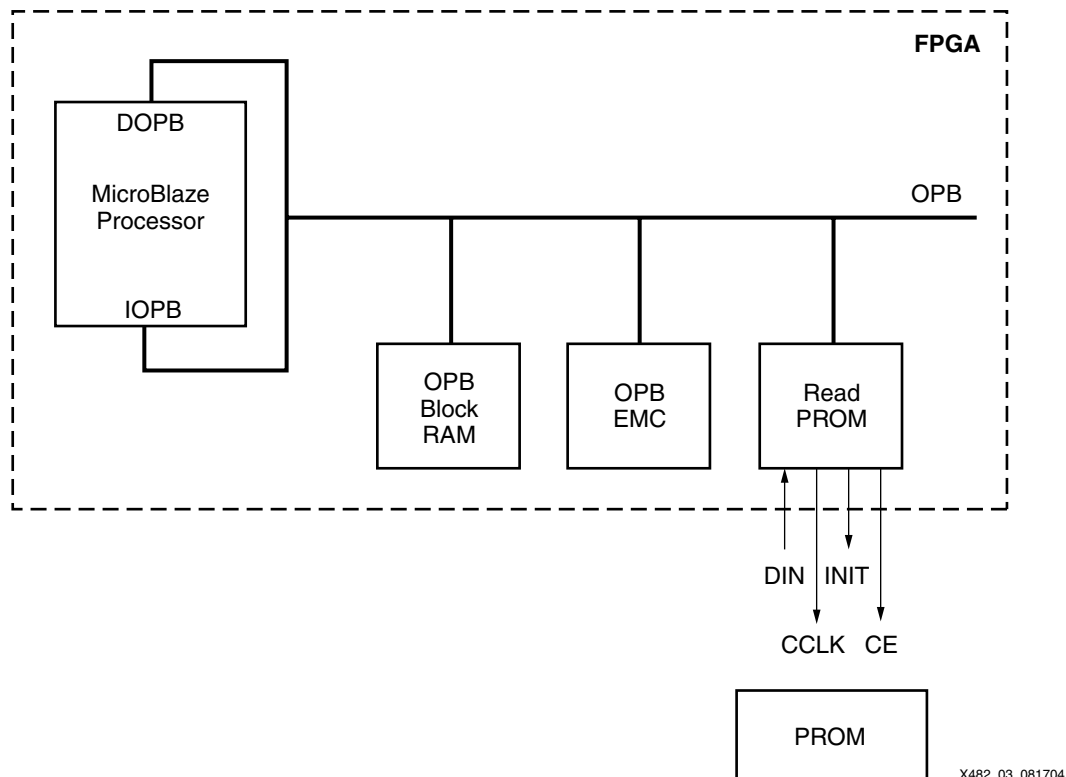 FPGA
DOPB
MicroBlaze
Processor
IOPB
OPB
OPB
Block
RAM
OPB
EMC
Read
PROM
DIN
INIT
CCLK
CE
PROM
X482_03_081704